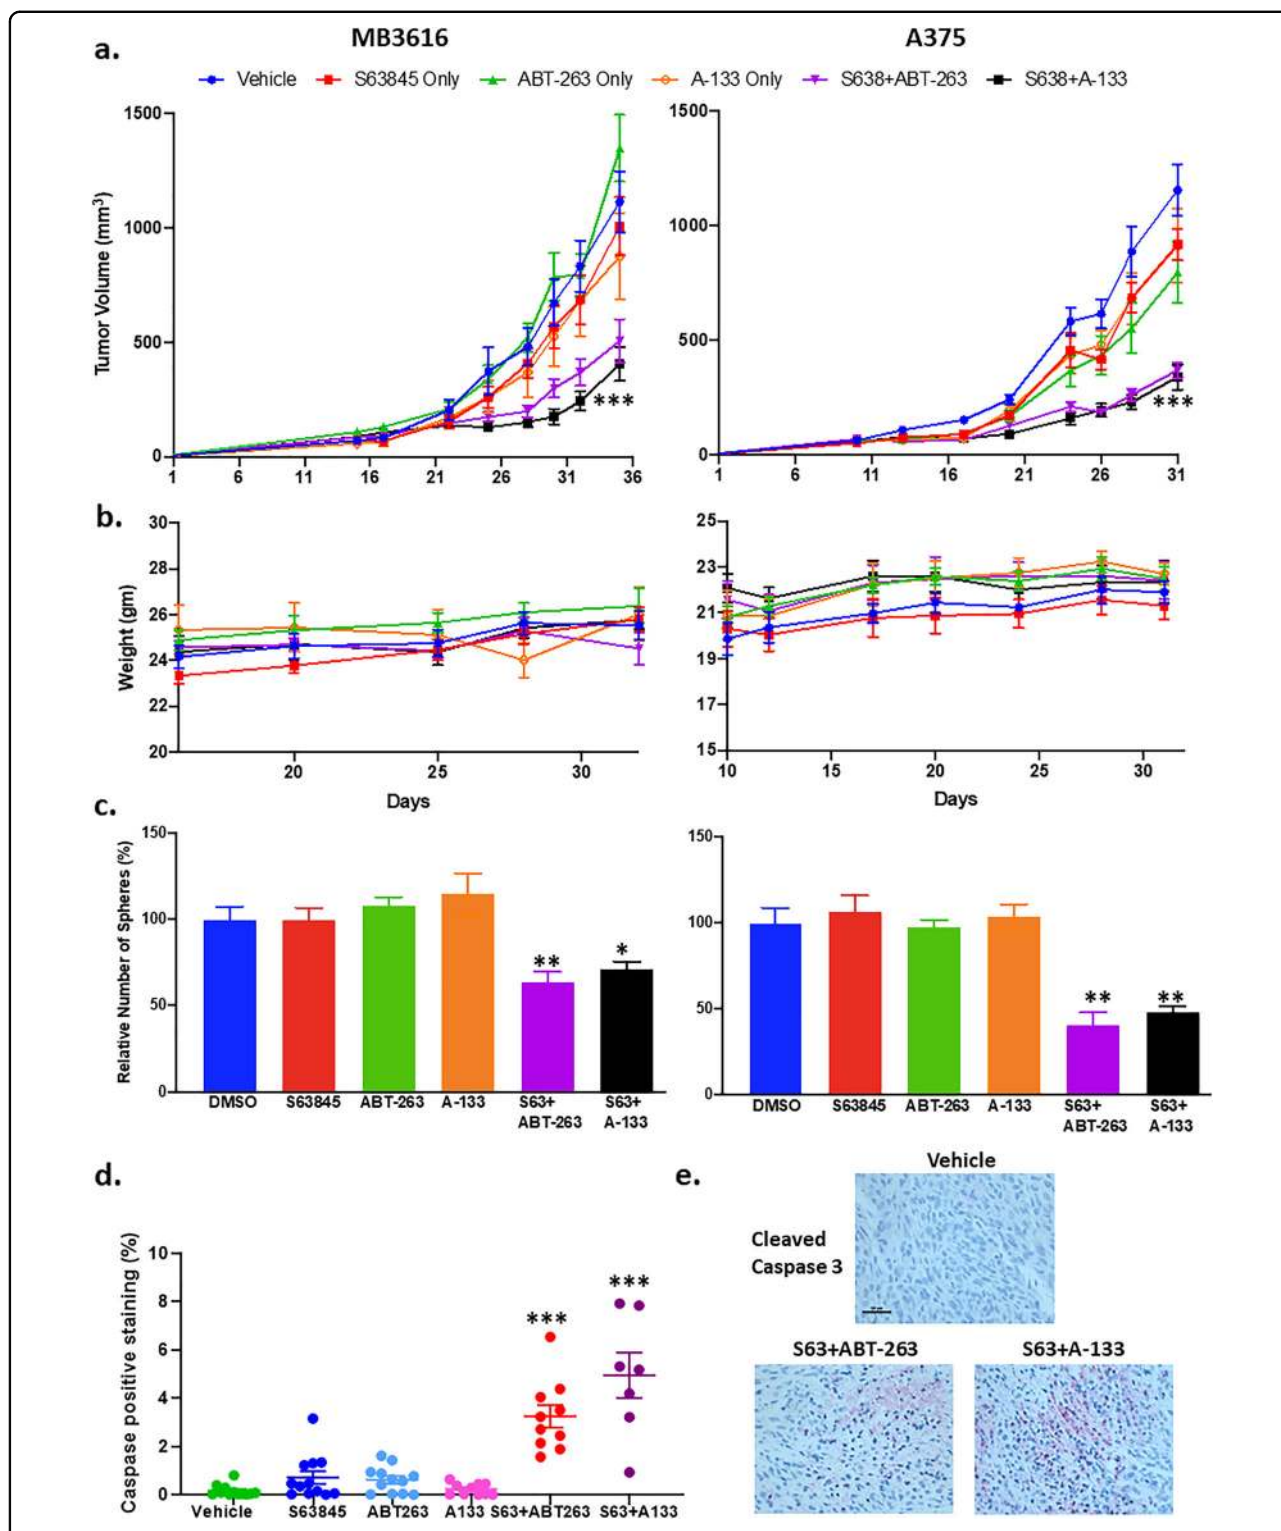 a.
MB3616
A375
Vehicle S63845 Only ABT-263 Only A-133 Only S638+ABT-263 S638+A-133
Tumor Volume (mm³)
1500
1000
500
0
1 6 11 16 21 26 31 36
***
1500
1000
500
0
1 6 11 16 21 26 31
***
b.
Weight (gm)
30
28
26
24
22
20
20 25 30
Days
25
23
21
19
17
15
10 15 20 25 30
Days
c.
Relative Number of Spheres (%)
150
100
50
0
** *
DMSO S63845 ABT-263 A-133 S63+ S63+
ABT-263 A-133
150
100
50
0
** **
DMSO S63845 ABT-263 A-133 S63+ S63+
ABT-263 A-133
d.
Caspase positive staining (%)
10
8
6
4
2
0
*** ***
Vehicle S63845 ABT263 A133 S63+ABT263 S63+A133
e.
Vehicle
Cleaved
Caspase 3
S63+ABT-263 S63+A-133